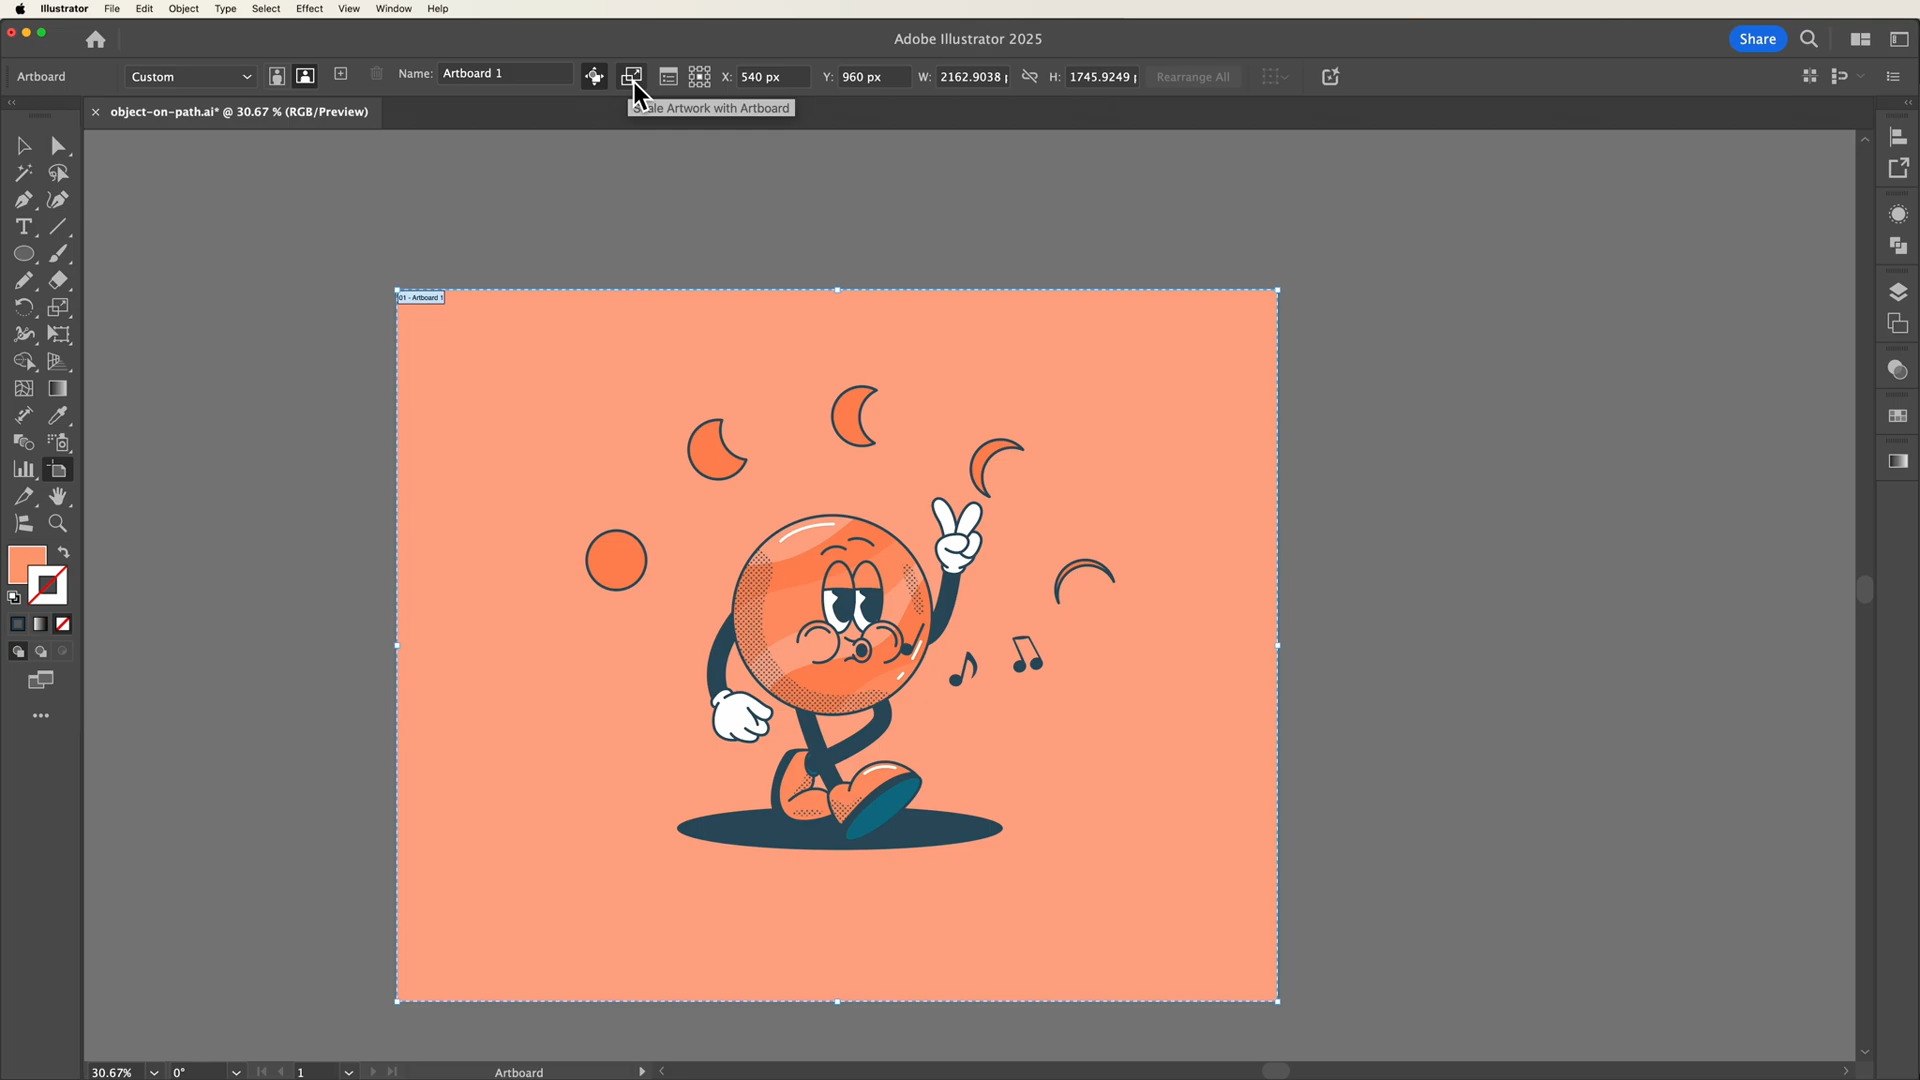 Illustrator File Edit Object Type Select Effect View Window Help
Adobe Illustrator 2025
Share
Artboard Custom Name: Artboard 1 X: 540 px Y: 960 px W: 2162.9038 H: 1745.9249 Rearrange All
Artwork with Artboard
object-on-path.ai* @ 30.67 % (RGB/Preview)
01 - Artboard 1
30.67% 0° 1 Artboard